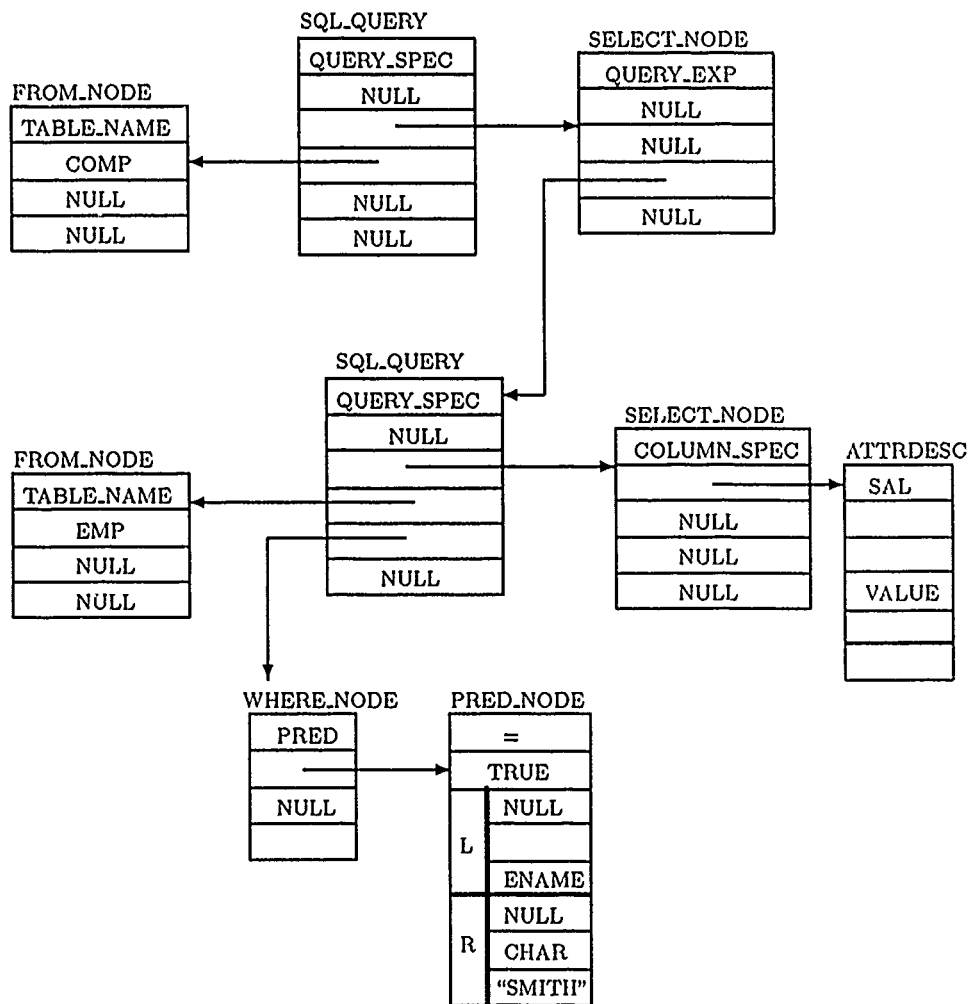 SQL_QUERY
QUERY_SPEC
NULL
NULL
NULL
SELECT_NODE
QUERY_EXP
NULL
NULL
NULL
FROM_NODE
TABLE_NAME
COMP
NULL
NULL
SQL_QUERY
QUERY_SPEC
NULL
NULL
SELECT_NODE
COLUMN_SPEC
NULL
NULL
NULL
ATTRDESC
SAL
VALUE
FROM_NODE
TABLE_NAME
EMP
NULL
NULL
WHERE_NODE
PRED
NULL
PRED_NODE
=
TRUE
L
NULL
ENAME
R
NULL
CHAR
"SMITH"